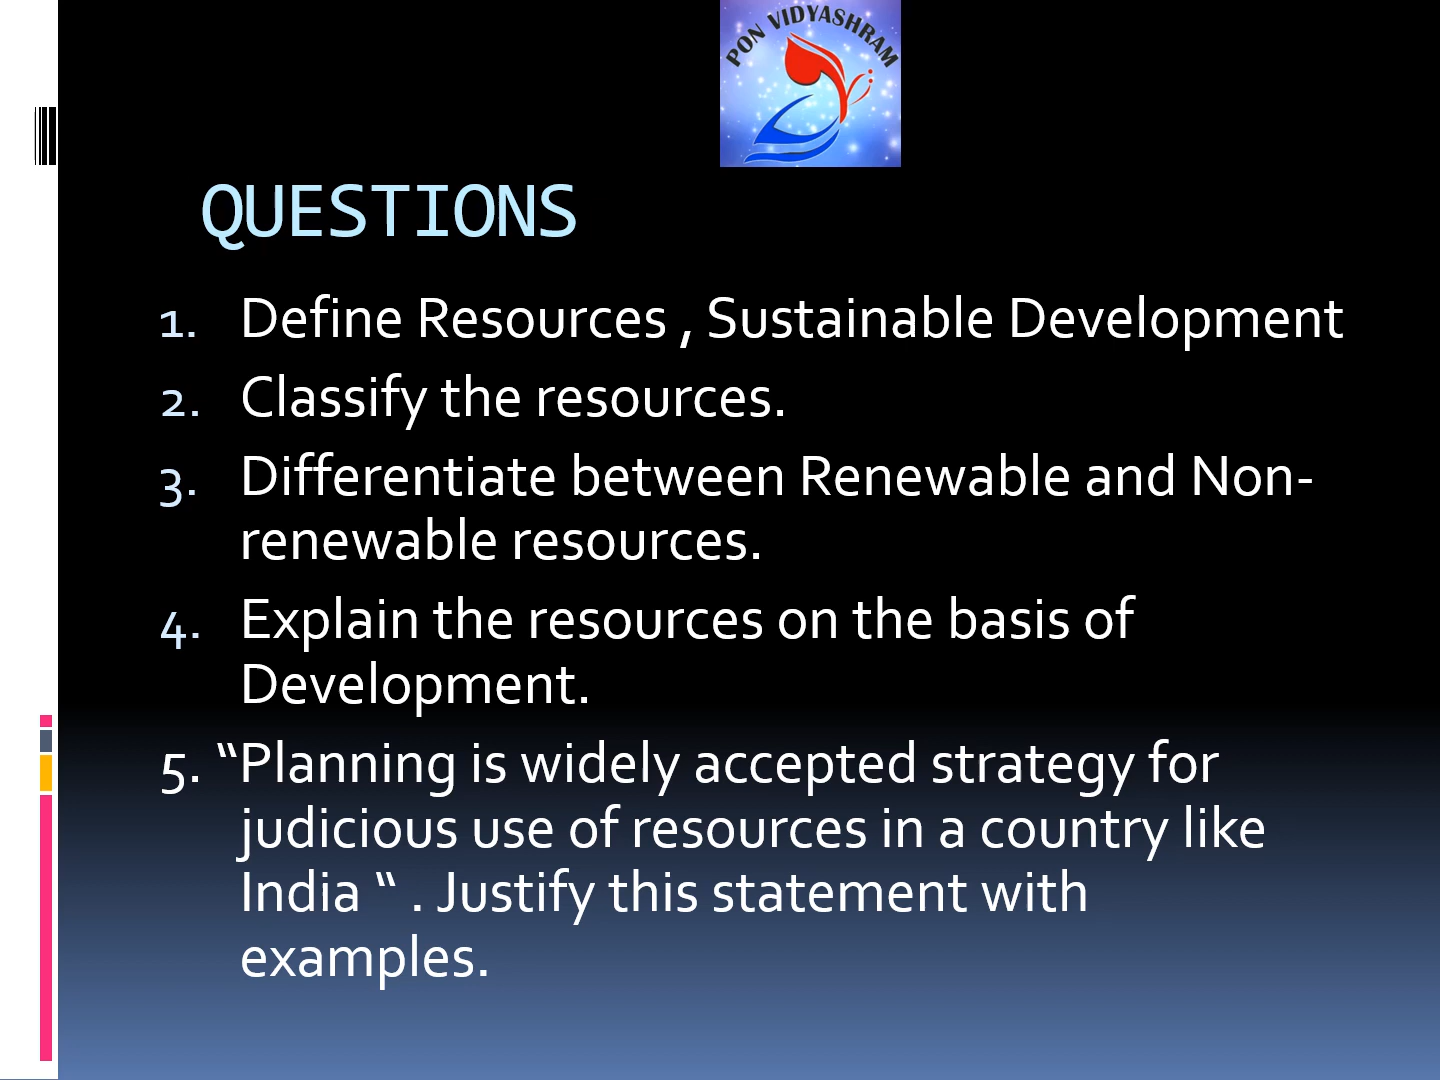 PON VIDYASHRAM
QUESTIONS
1. Define Resources , Sustainable Development
2. Classify the resources.
3. Differentiate between Renewable and Non-
renewable resources.
4. Explain the resources on the basis of
Development.
5. “Planning is widely accepted strategy for
judicious use of resources in a country like
India “ . Justify this statement with
examples.